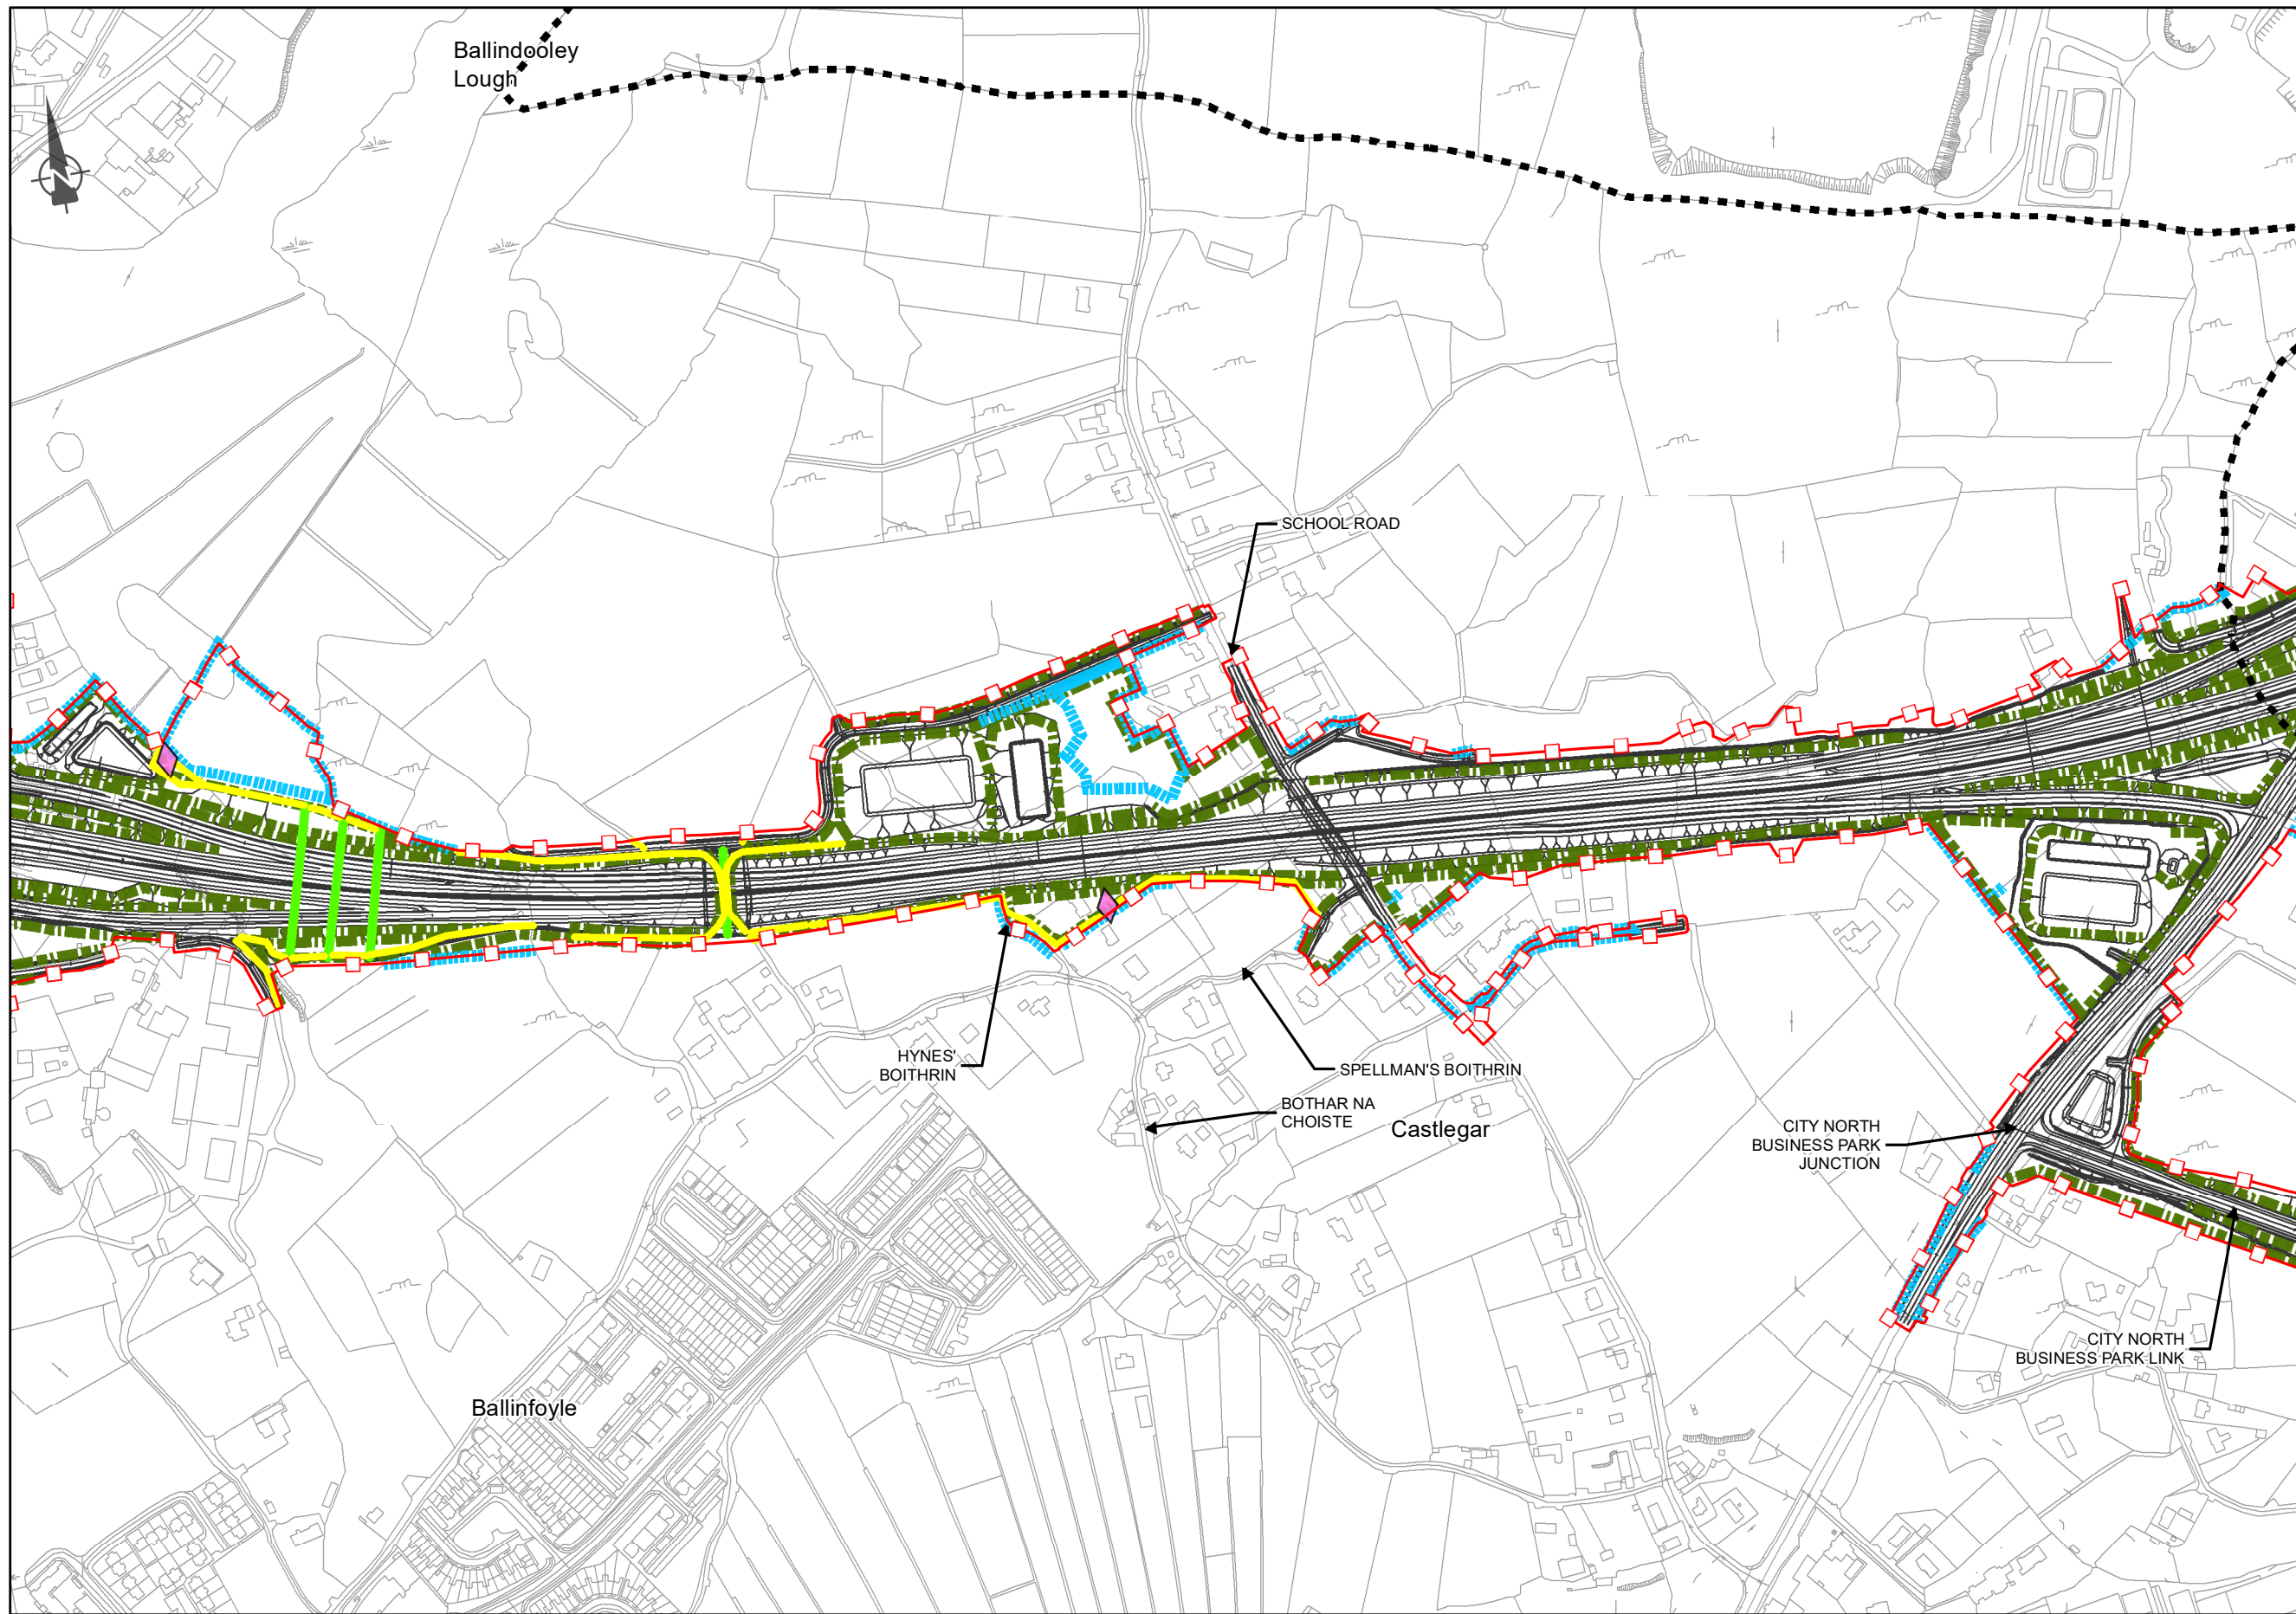 Ballindooley
Lough
N
SCHOOL ROAD
HYNES'
BOITHRIN
SPELLMAN'S BOITHRIN
BOTHAR NA
CHOISTE
Castlegar
CITY NORTH
BUSINESS PARK
JUNCTION
CITY NORTH
BUSINESS PARK LINK
Ballinfoyle